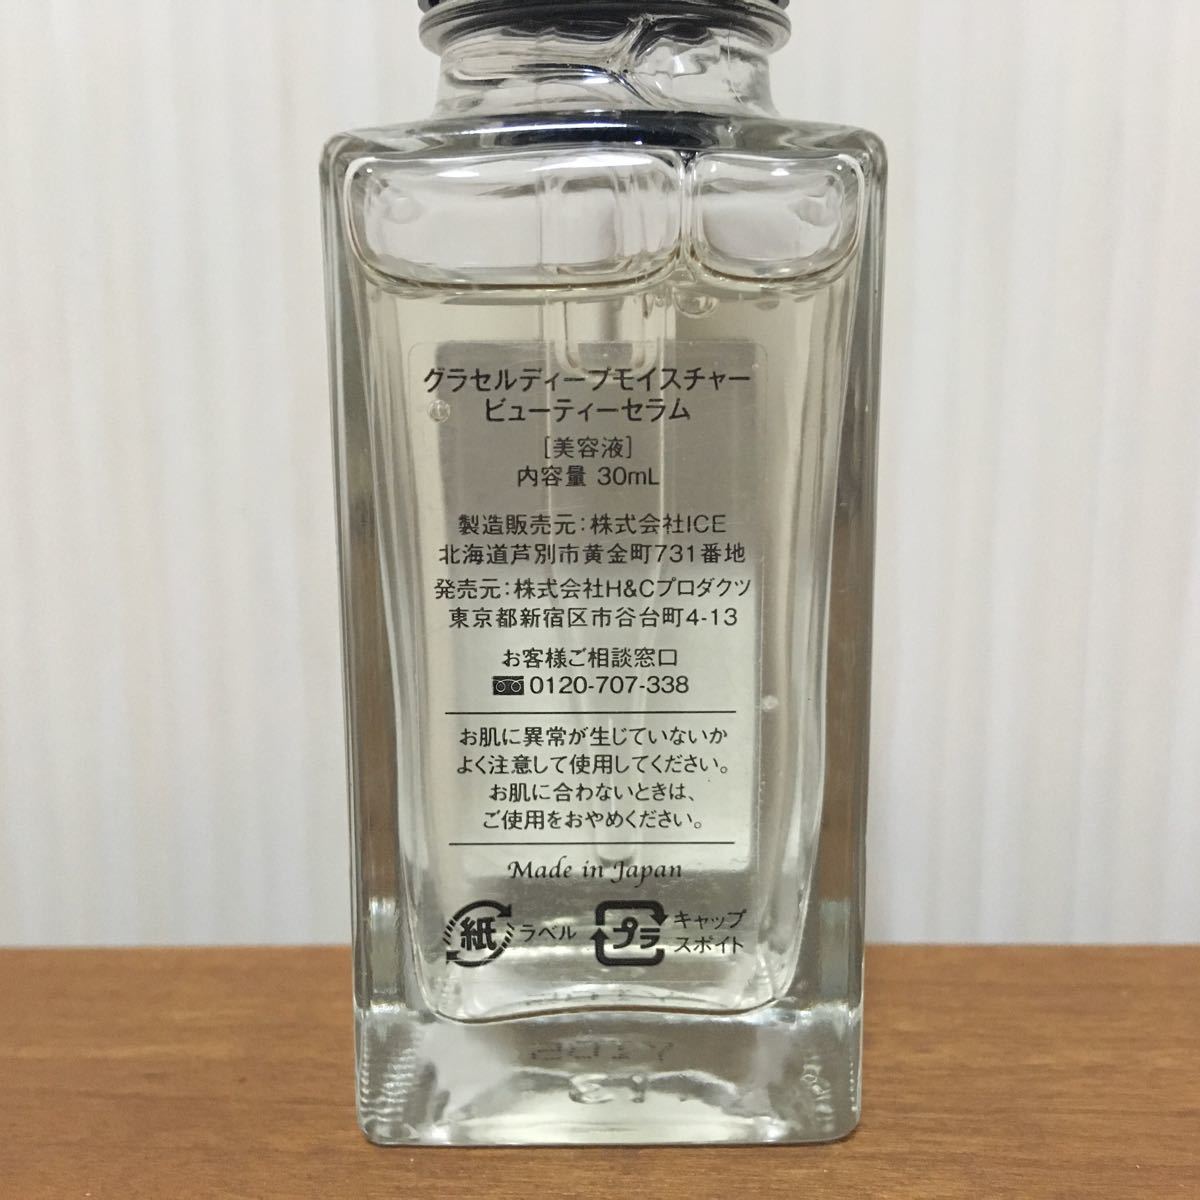 グラセルディープモイスチャー
ビューティーセラム
[美容液]
内容量 30mL
製造販売元:株式会社ICE
北海道芦別市黄金町731番地
発売元:株式会社H&Cプロダクツ
東京都新宿区市谷台町4-13
お客様ご相談窓口
0120-707-338
お肌に異常が生じていないか
よく注意して使用してください。
お肌に合わないときは、
ご使用をおやめください。
Made in Japan
紙 ラベル
プラ キャップ
スポイト